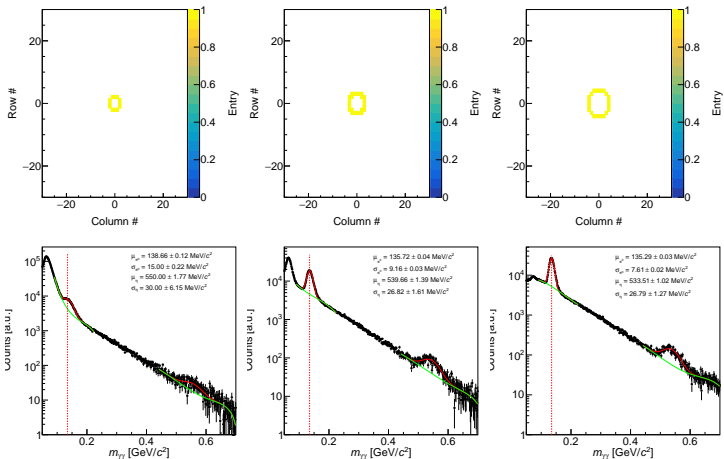 1
0.8
0.6
0.4
0.2
0
20
0
−20
−20 0 20
Row #
Column #
Entry
1
0.8
0.6
0.4
0.2
0
20
0
−20
−20 0 20
Row #
Column #
Entry
1
0.8
0.6
0.4
0.2
0
20
0
−20
−20 0 20
Row #
Column #
Entry
μπ⁰ = 138.66 ± 0.12 MeV/c²
σπ⁰ = 15.00 ± 0.22 MeV/c²
μη = 550.00 ± 1.77 MeV/c²
ση = 30.00 ± 6.15 MeV/c²
10⁵
10⁴
10³
10²
10
1
Counts [a.u.]
0.2 0.4 0.6
mγγ [GeV/c²]
μπ⁰ = 135.72 ± 0.04 MeV/c²
σπ⁰ = 9.16 ± 0.03 MeV/c²
μη = 539.66 ± 1.39 MeV/c²
ση = 26.82 ± 1.61 MeV/c²
10⁴
10³
10²
10
1
Counts [a.u.]
0.2 0.4 0.6
mγγ [GeV/c²]
μπ⁰ = 135.29 ± 0.03 MeV/c²
σπ⁰ = 7.61 ± 0.02 MeV/c²
μη = 533.51 ± 1.02 MeV/c²
ση = 26.79 ± 1.27 MeV/c²
10⁴
10³
10²
10
1
Counts [a.u.]
0.2 0.4 0.6
mγγ [GeV/c²]